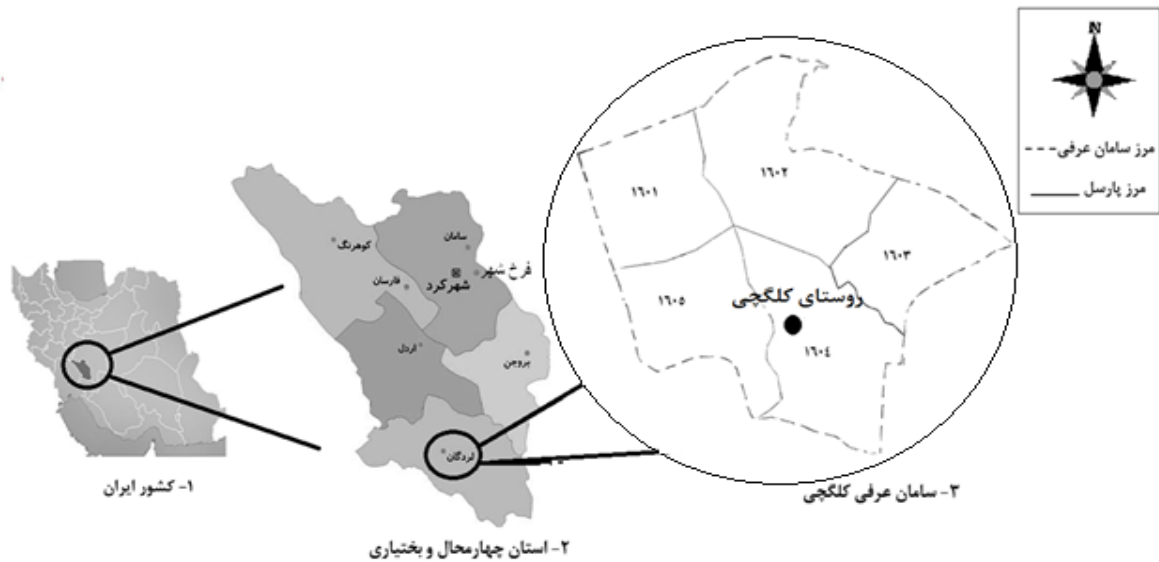 N
مرز سامان عرفی
مرز پارسل
۱۶۰۱
۱۶۰۲
۱۶۰۳
۱۶۰۵
روستای کلگچی
۱۶۰۴
۳- سامان عرفی کلگچی
کوهرنگ
سامان
فرخ شهر
شهرکرد
فارسان
اردل
بروجن
لردگان
۲- استان چهارمحال و بختیاری
۱- کشور ایران